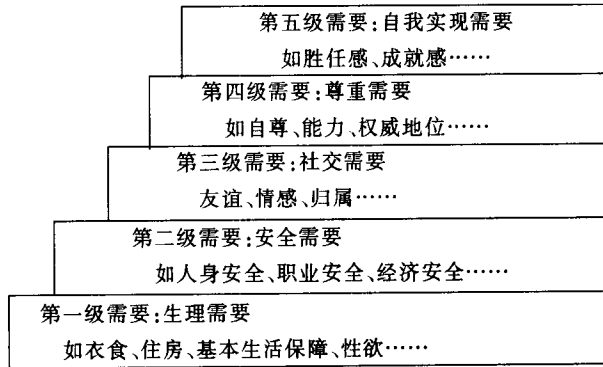 第五级需要:自我实现需要
如胜任感、成就感……
第四级需要:尊重需要
如自尊、能力、权威地位……
第三级需要:社交需要
友谊、情感、归属……
第二级需要:安全需要
如人身安全、职业安全、经济安全……
第一级需要:生理需要
如衣食、住房、基本生活保障、性欲……